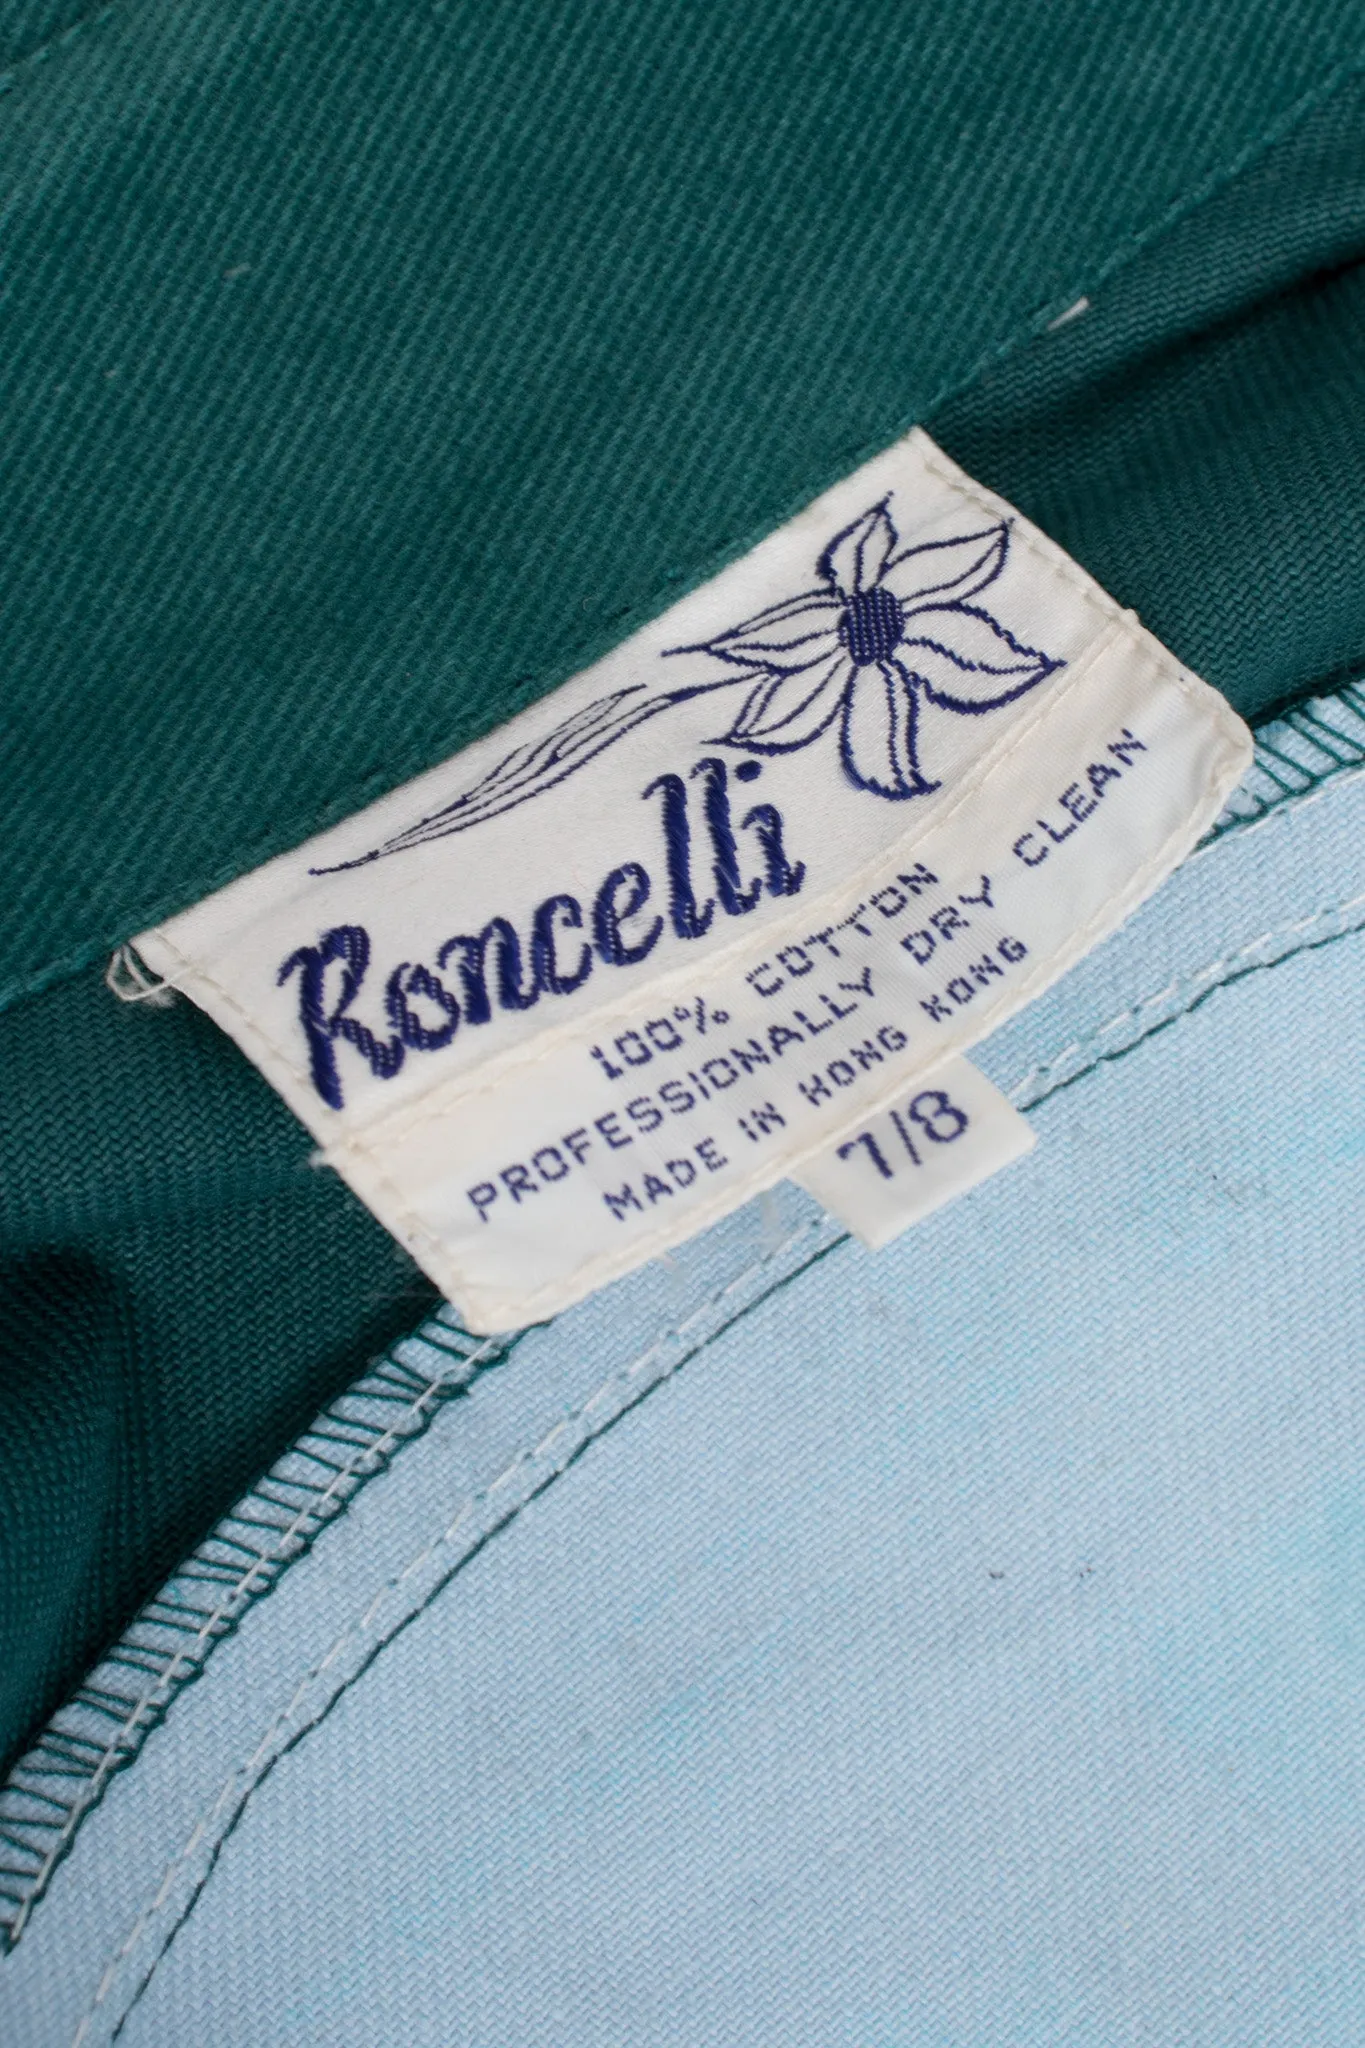 Roncelli
100% COTTON
PROFESSIONALLY DRY CLEAN
MADE IN HONG KONG
7/8